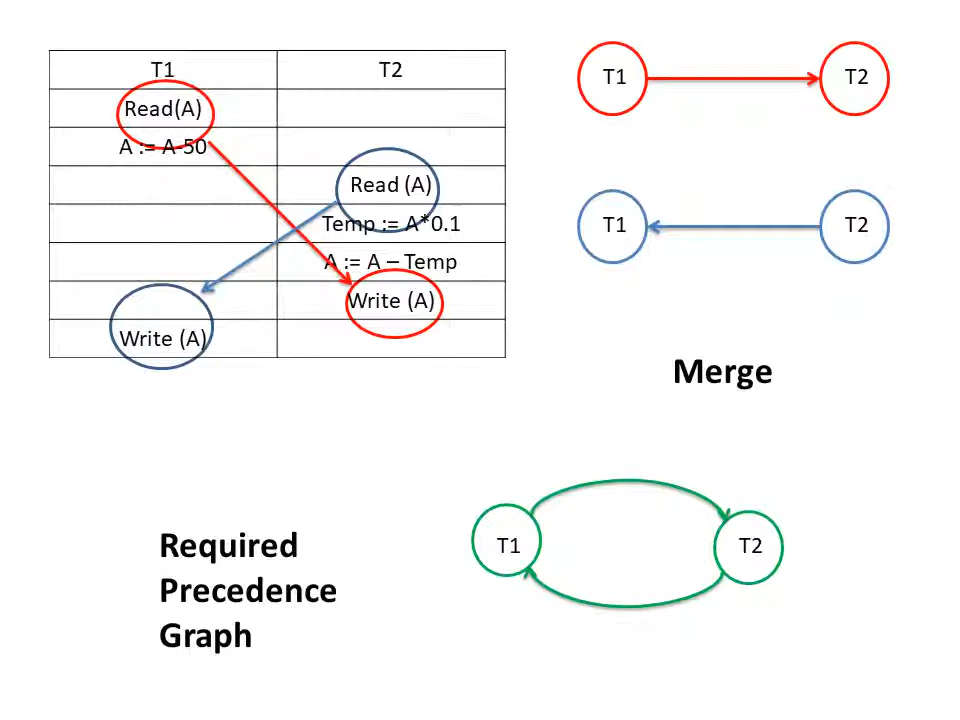 T1 T2
Read(A)
A := A-50
Read (A)
Temp := A*0.1
A := A – Temp
Write (A)
Write (A)
T1 T2
T1 T2
Merge
Required
Precedence
Graph
T1 T2